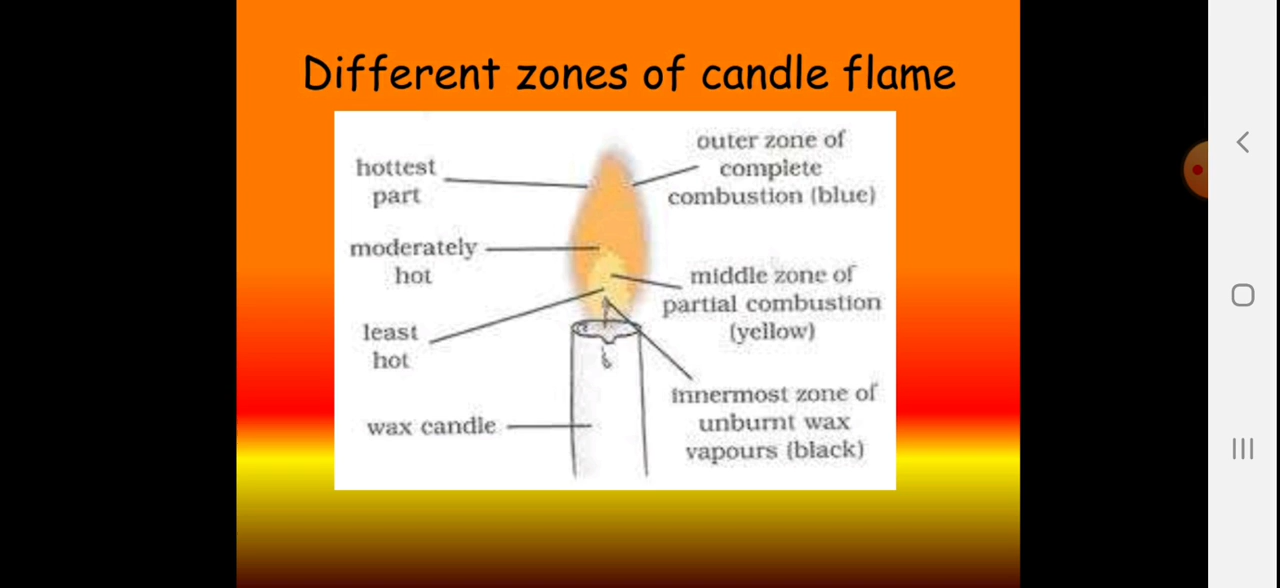 Different zones of candle flame
hottest
part
outer zone of
complete
combustion (blue)
moderately
hot
middle zone of
partial combustion
(yellow)
least
hot
innermost zone of
unburnt wax
vapours (black)
wax candle